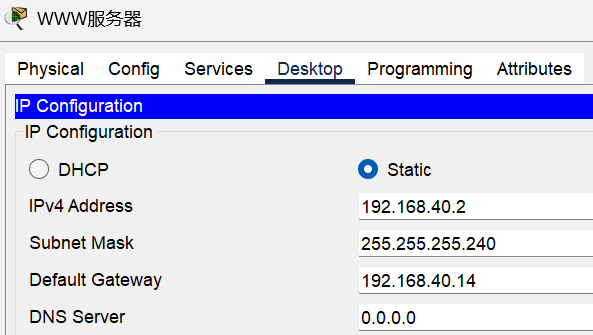 WWW服务器
Physical Config Services Desktop Programming Attributes
IP Configuration
IP Configuration
DHCP Static
IPv4 Address 192.168.40.2
Subnet Mask 255.255.255.240
Default Gateway 192.168.40.14
DNS Server 0.0.0.0